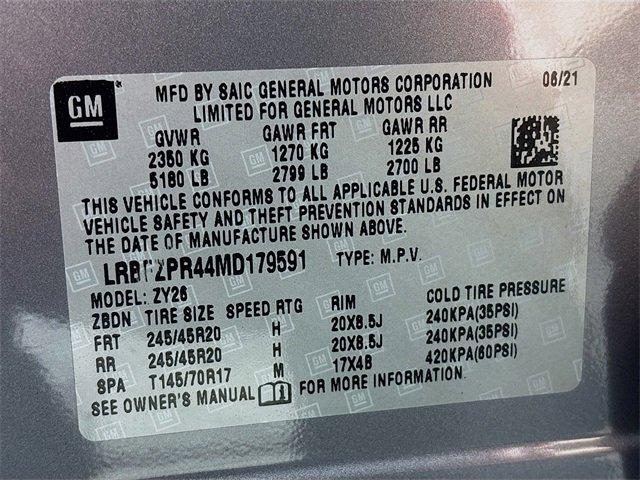 GM
MFD BY SAIC GENERAL MOTORS CORPORATION 06/21
LIMITED FOR GENERAL MOTORS LLC
GVWR GAWR FRT GAWR RR
2350 KG 1270 KG 1225 KG
5180 LB 2799 LB 2700 LB
THIS VEHICLE CONFORMS TO ALL APPLICABLE U.S. FEDERAL MOTOR
VEHICLE SAFETY AND THEFT PREVENTION STANDARDS IN EFFECT ON
THE DATE OF MANUFACTURE SHOWN ABOVE.
TYPE: M.P.V.
MODEL: ZY26
ZBDN TIRE SIZE SPEED RTG RIM COLD TIRE PRESSURE
FRT 245/45R20 H 20X8.5J 240KPA(35PSI)
RR 245/45R20 H 20X8.5J 240KPA(35PSI)
SPA T145/70R17 M 17X4B 420KPA(60PSI)
SEE OWNER'S MANUAL FOR MORE INFORMATION.